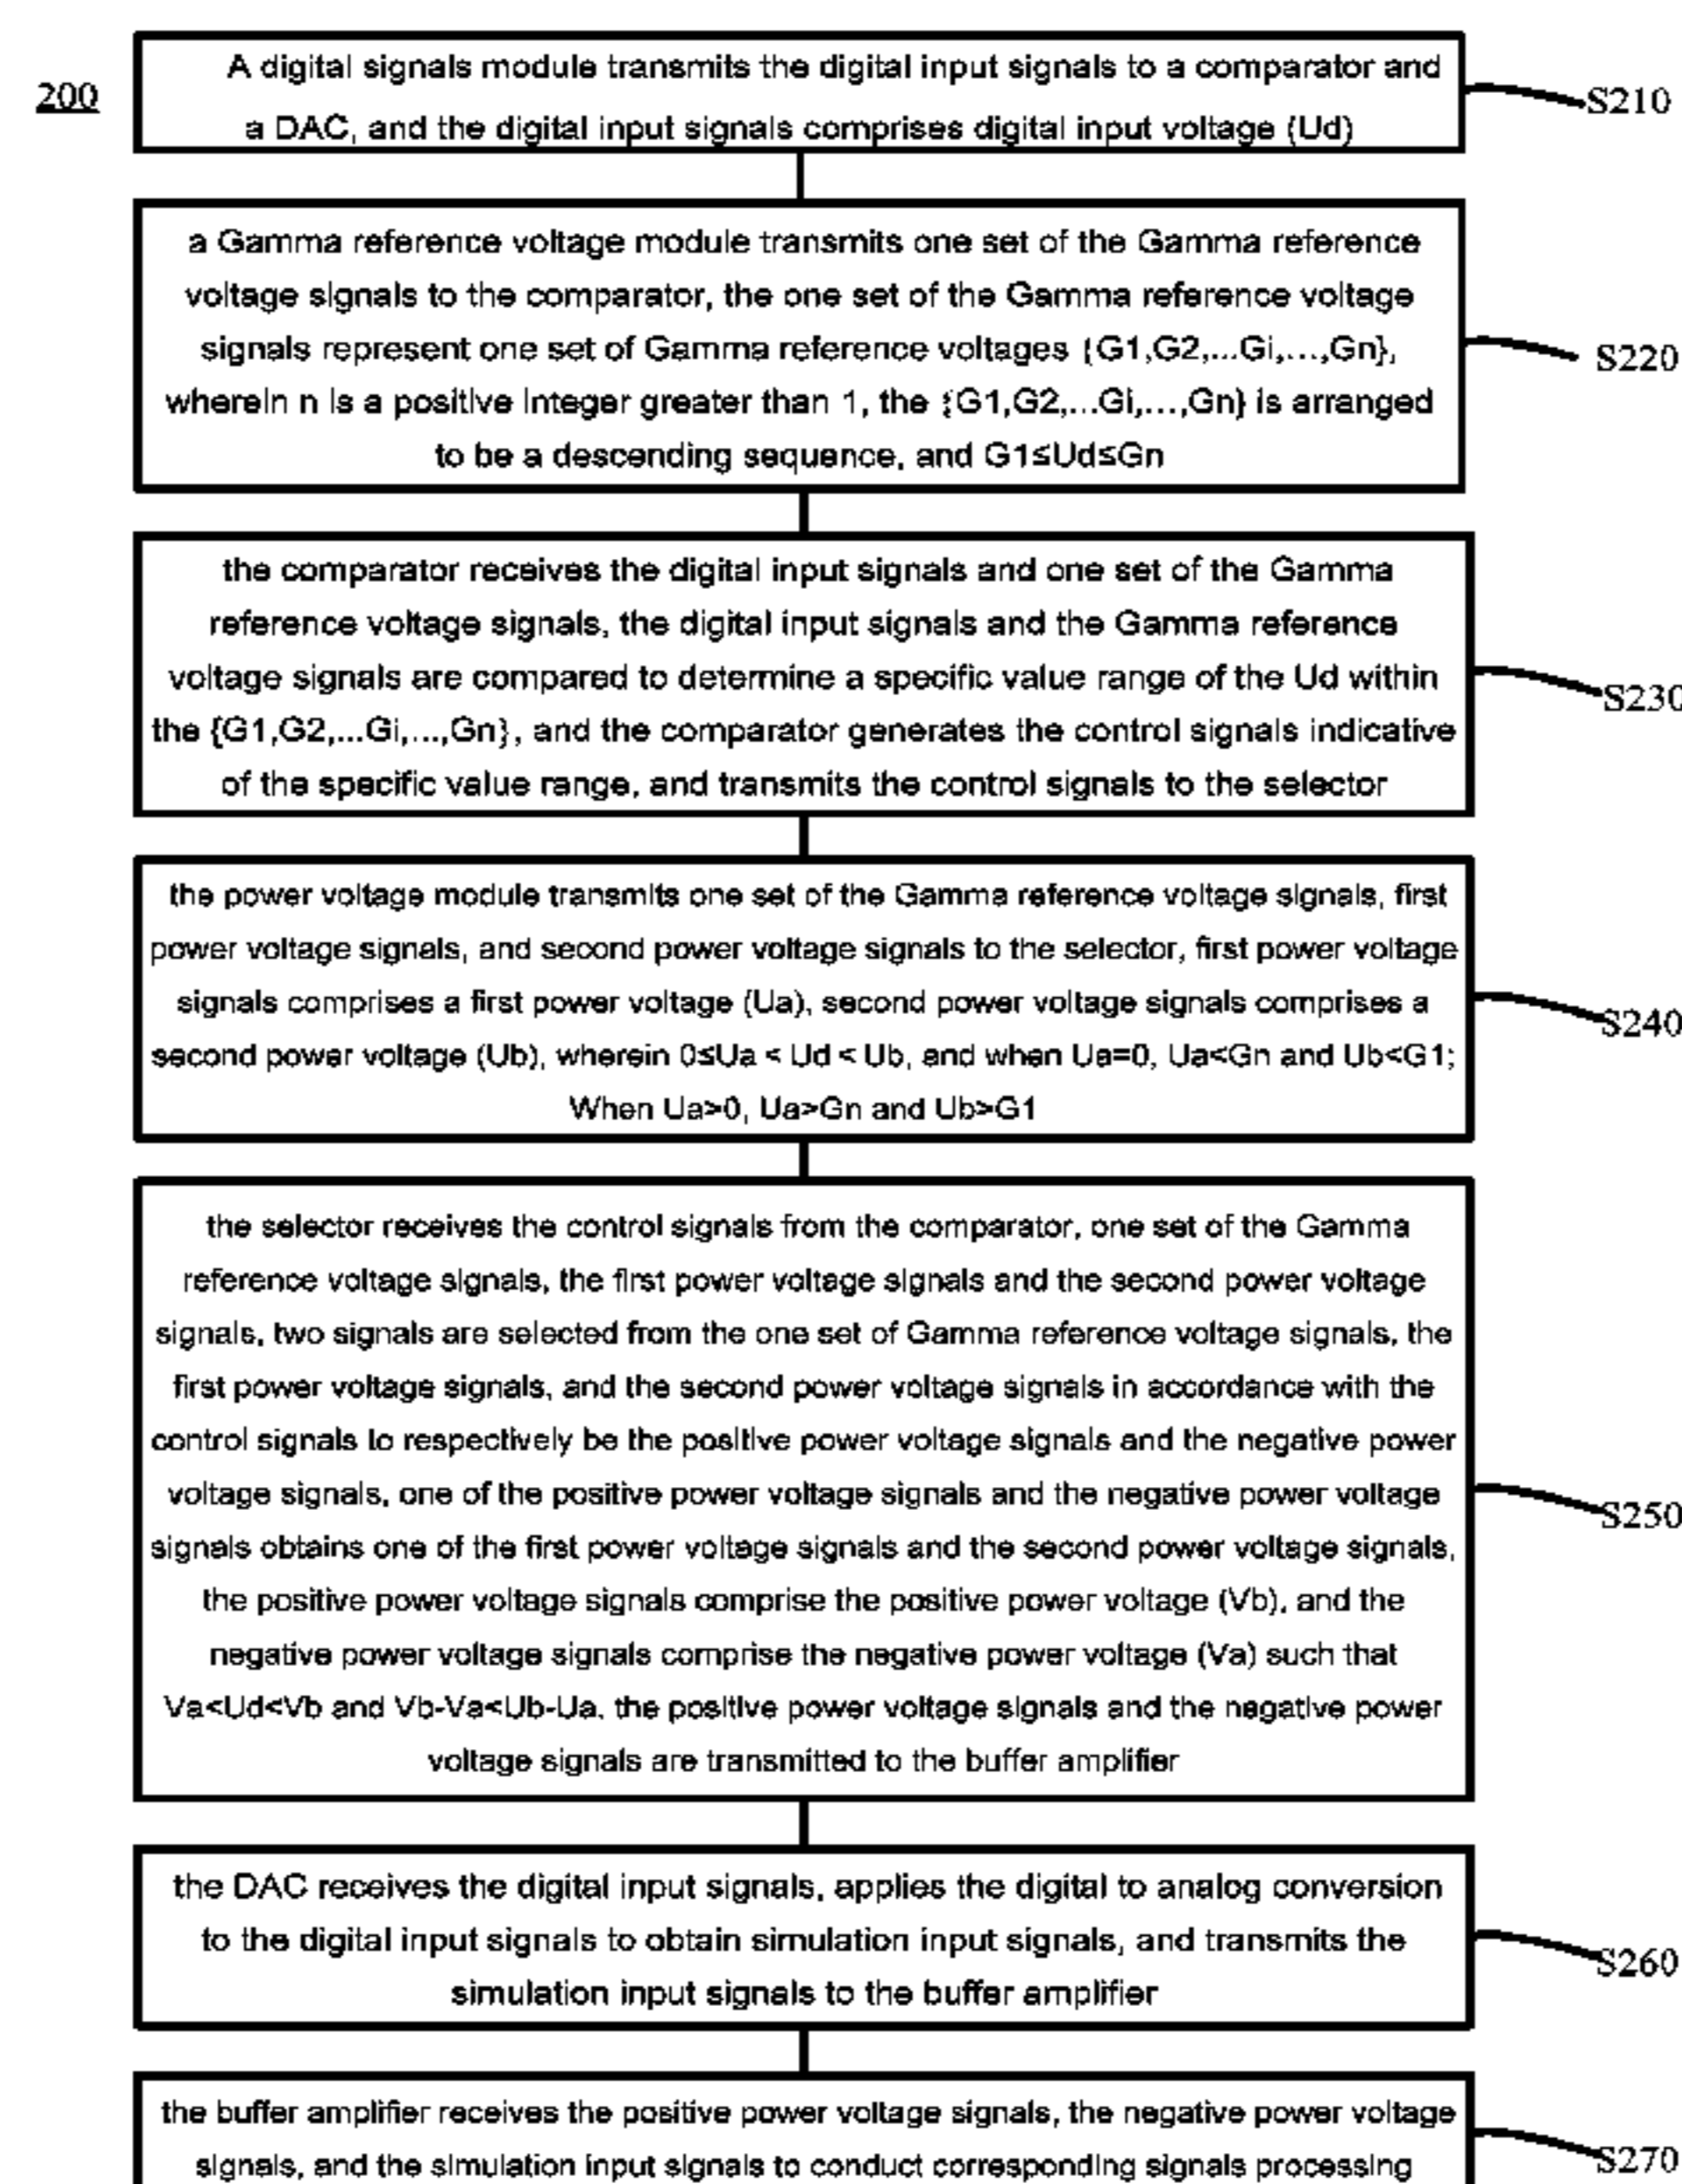 200
A digital signals module transmits the digital input signals to a comparator and
a DAC, and the digital input signals comprises digital input voltage (Ud)
S210
a Gamma reference voltage module transmits one set of the Gamma reference
voltage signals to the comparator, the one set of the Gamma reference voltage
signals represent one set of Gamma reference voltages {G1,G2,...Gi,...,Gn},
wherein n is a positive integer greater than 1, the {G1,G2,...Gi,...,Gn} is arranged
to be a descending sequence, and G1≤Ud≤Gn
S220
the comparator receives the digital input signals and one set of the Gamma
reference voltage signals, the digital input signals and the Gamma reference
voltage signals are compared to determine a specific value range of the Ud within
the {G1,G2,...Gi,...,Gn}, and the comparator generates the control signals indicative
of the specific value range, and transmits the control signals to the selector
S230
the power voltage module transmits one set of the Gamma reference voltage signals, first
power voltage signals, and second power voltage signals to the selector, first power voltage
signals comprises a first power voltage (Ua), second power voltage signals comprises a
second power voltage (Ub), wherein 0≤Ua < Ud < Ub, and when Ua=0, Ua<Gn and Ub<G1;
When Ua>0, Ua>Gn and Ub>G1
S240
the selector receives the control signals from the comparator, one set of the Gamma
reference voltage signals, the first power voltage signals and the second power voltage
signals, two signals are selected from the one set of Gamma reference voltage signals, the
first power voltage signals, and the second power voltage signals in accordance with the
control signals to respectively be the positive power voltage signals and the negative power
voltage signals, one of the positive power voltage signals and the negative power voltage
signals obtains one of the first power voltage signals and the second power voltage signals,
the positive power voltage signals comprise the positive power voltage (Vb), and the
negative power voltage signals comprise the negative power voltage (Va) such that
Va<Ud<Vb and Vb-Va<Ub-Ua, the positive power voltage signals and the negative power
voltage signals are transmitted to the buffer amplifier
S250
the DAC receives the digital input signals, applies the digital to analog conversion
to the digital input signals to obtain simulation input signals, and transmits the
simulation input signals to the buffer amplifier
S260
the buffer amplifier receives the positive power voltage signals, the negative power voltage
signals, and the simulation input signals to conduct corresponding signals processing
S270